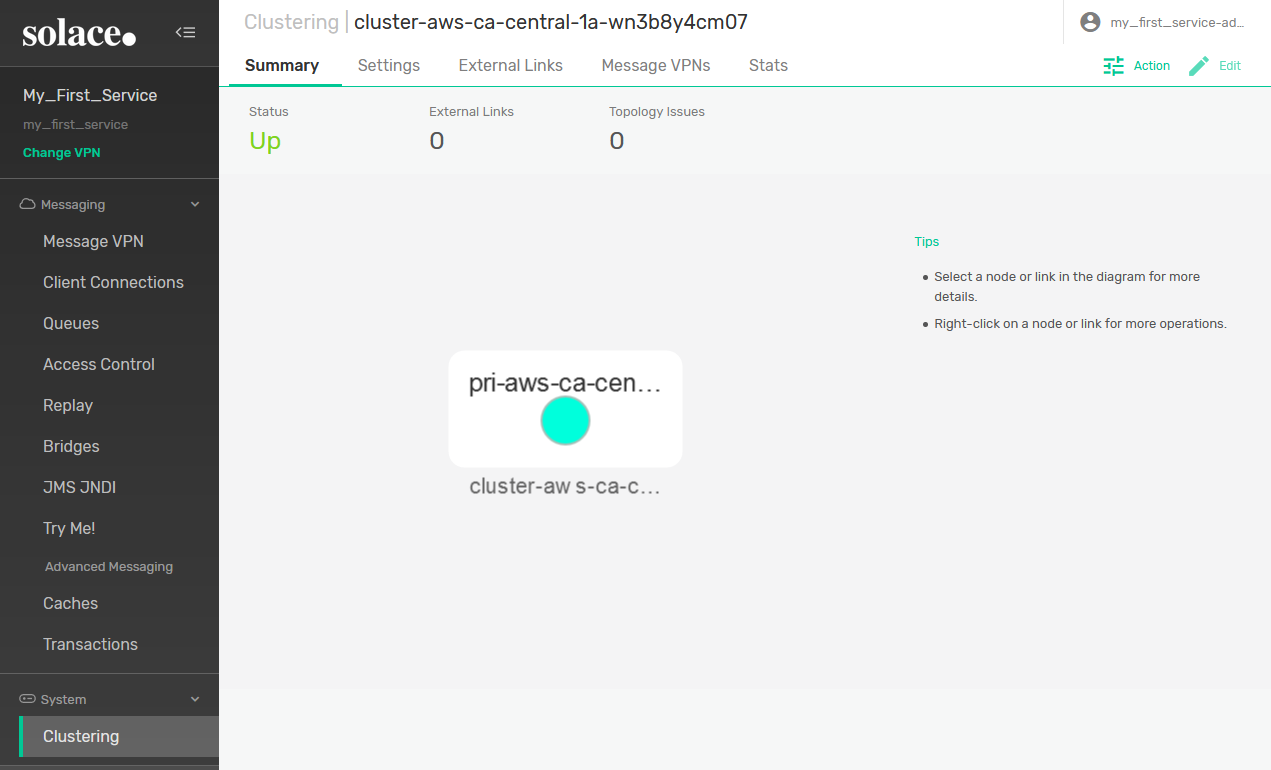 solace.
My_First_Service
my_first_service
Change VPN
Messaging
Message VPN
Client Connections
Queues
Access Control
Replay
Bridges
JMS JNDI
Try Me!
Advanced Messaging
Caches
Transactions
System
Clustering
Clustering | cluster-aws-ca-central-1a-wn3b8y4cm07
my_first_service-ad...
Summary Settings External Links Message VPNs Stats
Action Edit
Status External Links Topology Issues
Up 0 0
pri-aws-ca-cen...
cluster-aw s-ca-c...
Tips
• Select a node or link in the diagram for more
details.
• Right-click on a node or link for more operations.